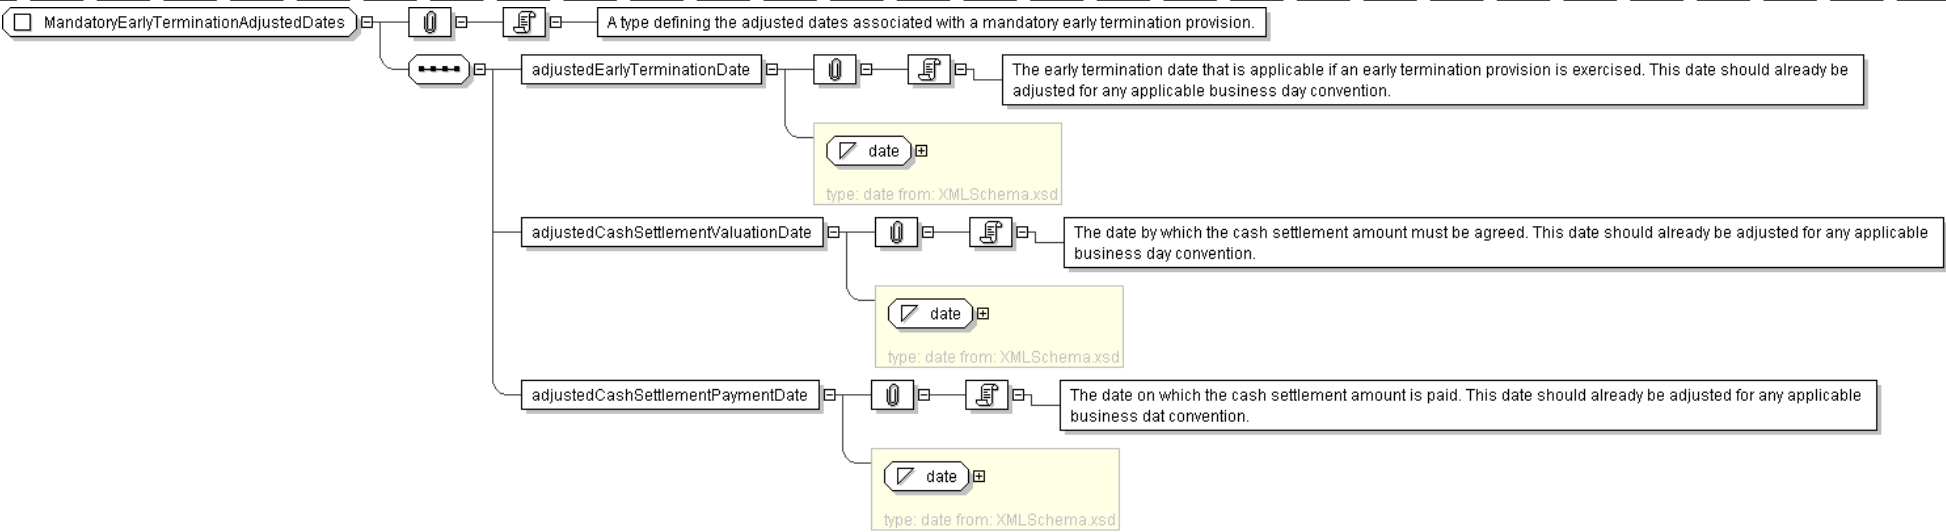 MandatoryEarlyTerminationAdjustedDates
A type defining the adjusted dates associated with a mandatory early termination provision.
adjustedEarlyTerminationDate
The early termination date that is applicable if an early termination provision is exercised. This date should already be
adjusted for any applicable business day convention.
date
type: date from: XMLSchema.xsd
adjustedCashSettlementValuationDate
The date by which the cash settlement amount must be agreed. This date should already be adjusted for any applicable
business day convention.
date
type: date from: XMLSchema.xsd
adjustedCashSettlementPaymentDate
The date on which the cash settlement amount is paid. This date should already be adjusted for any applicable
business dat convention.
date
type: date from: XMLSchema.xsd